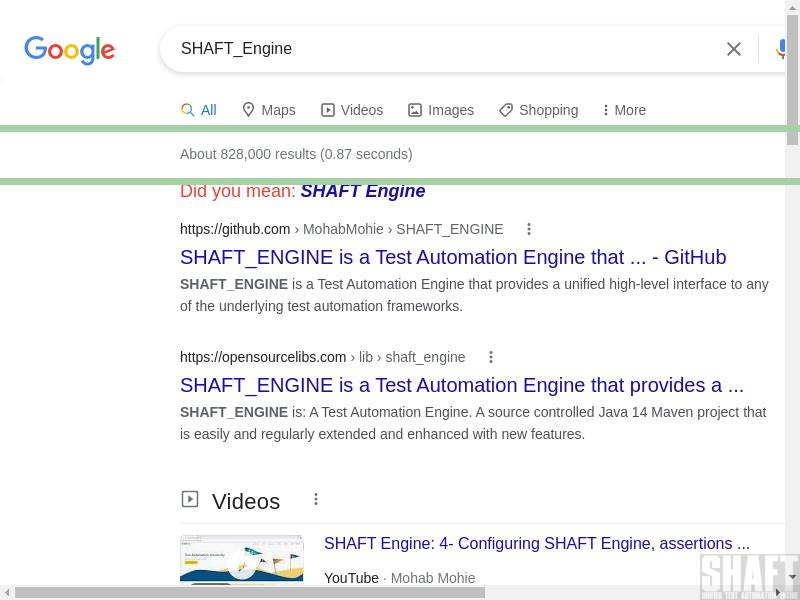 Google
SHAFT_Engine
All
Maps
Videos
Images
Shopping
More
About 828,000 results (0.87 seconds)
Did you mean: SHAFT Engine
https://github.com › MohabMohie › SHAFT_ENGINE
SHAFT_ENGINE is a Test Automation Engine that ... - GitHub
SHAFT_ENGINE is a Test Automation Engine that provides a unified high-level interface to any
of the underlying test automation frameworks.
https://opensourcelibs.com › lib › shaft_engine
SHAFT_ENGINE is a Test Automation Engine that provides a ...
SHAFT_ENGINE is: A Test Automation Engine. A source controlled Java 14 Maven project that
is easily and regularly extended and enhanced with new features.
Videos
SHAFT Engine: 4- Configuring SHAFT Engine, assertions ...
YouTube · Mohab Mohie
SHAFT